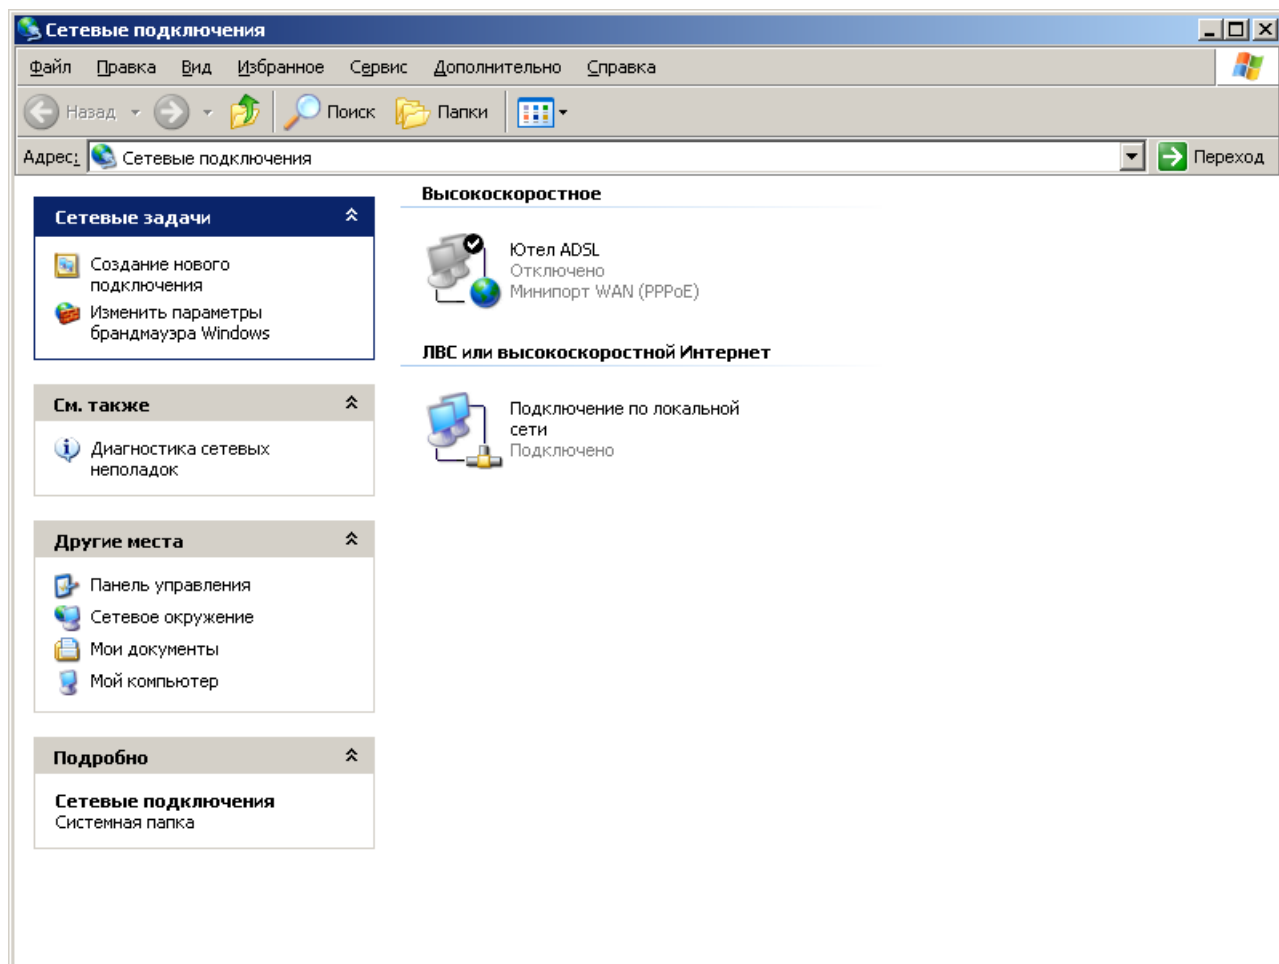 Сетевые подключения
Файл Правка Вид Избранное Сервис Дополнительно Справка
Назад Поиск Папки
Адрес: Сетевые подключения Переход
Сетевые задачи
Создание нового
подключения
Изменить параметры
брандмауэра Windows
См. также
Диагностика сетевых
неполадок
Другие места
Панель управления
Сетевое окружение
Мои документы
Мой компьютер
Подробно
Сетевые подключения
Системная папка
Высокоскоростное
Ютел ADSL
Отключено
Минипорт WAN (PPPoE)
ЛВС или высокоскоростной Интернет
Подключение по локальной
сети
Подключено